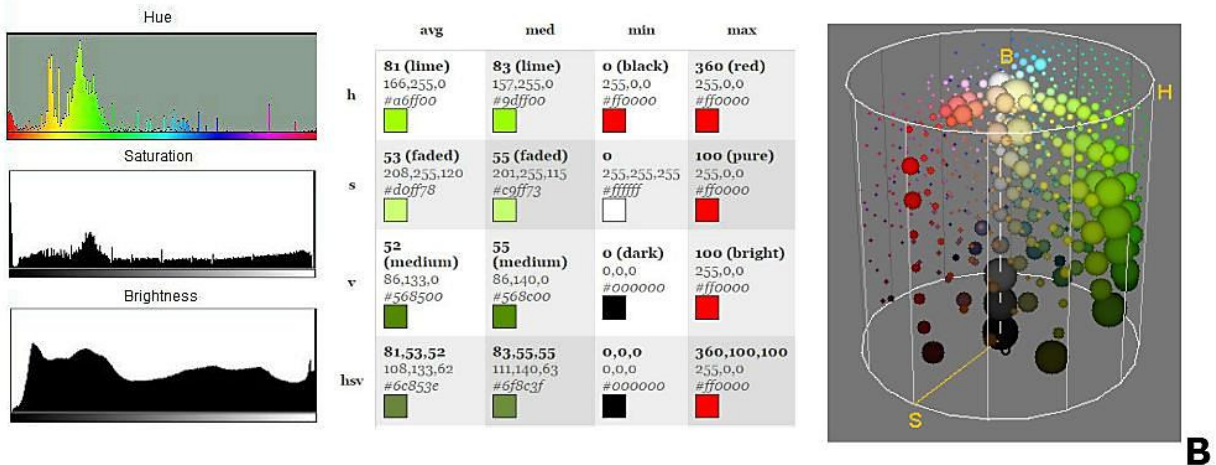 Hue
Saturation
Brightness
avg med min max
h
81 (lime) 83 (lime) 0 (black) 360 (red)
166,255,0 157,255,0 255,0,0 255,0,0
#a6ff00 #9dff00 #ff0000 #ff0000
s
53 (faded) 55 (faded) 0 100 (pure)
208,255,120 201,255,115 255,255,255 255,0,0
#d0ff78 #c9ff73 #ffffff #ff0000
v
52 55 0 (dark) 100 (bright)
(medium) (medium) 0,0,0 255,0,0
86,133,0 86,140,0 #000000 #ff0000
#568500 #568c00
hsv
81,53,52 83,55,55 0,0,0 360,100,100
108,133,62 111,140,63 0,0,0 255,0,0
#6c853e #6f8c3f #000000 #ff0000
B
H
S
B